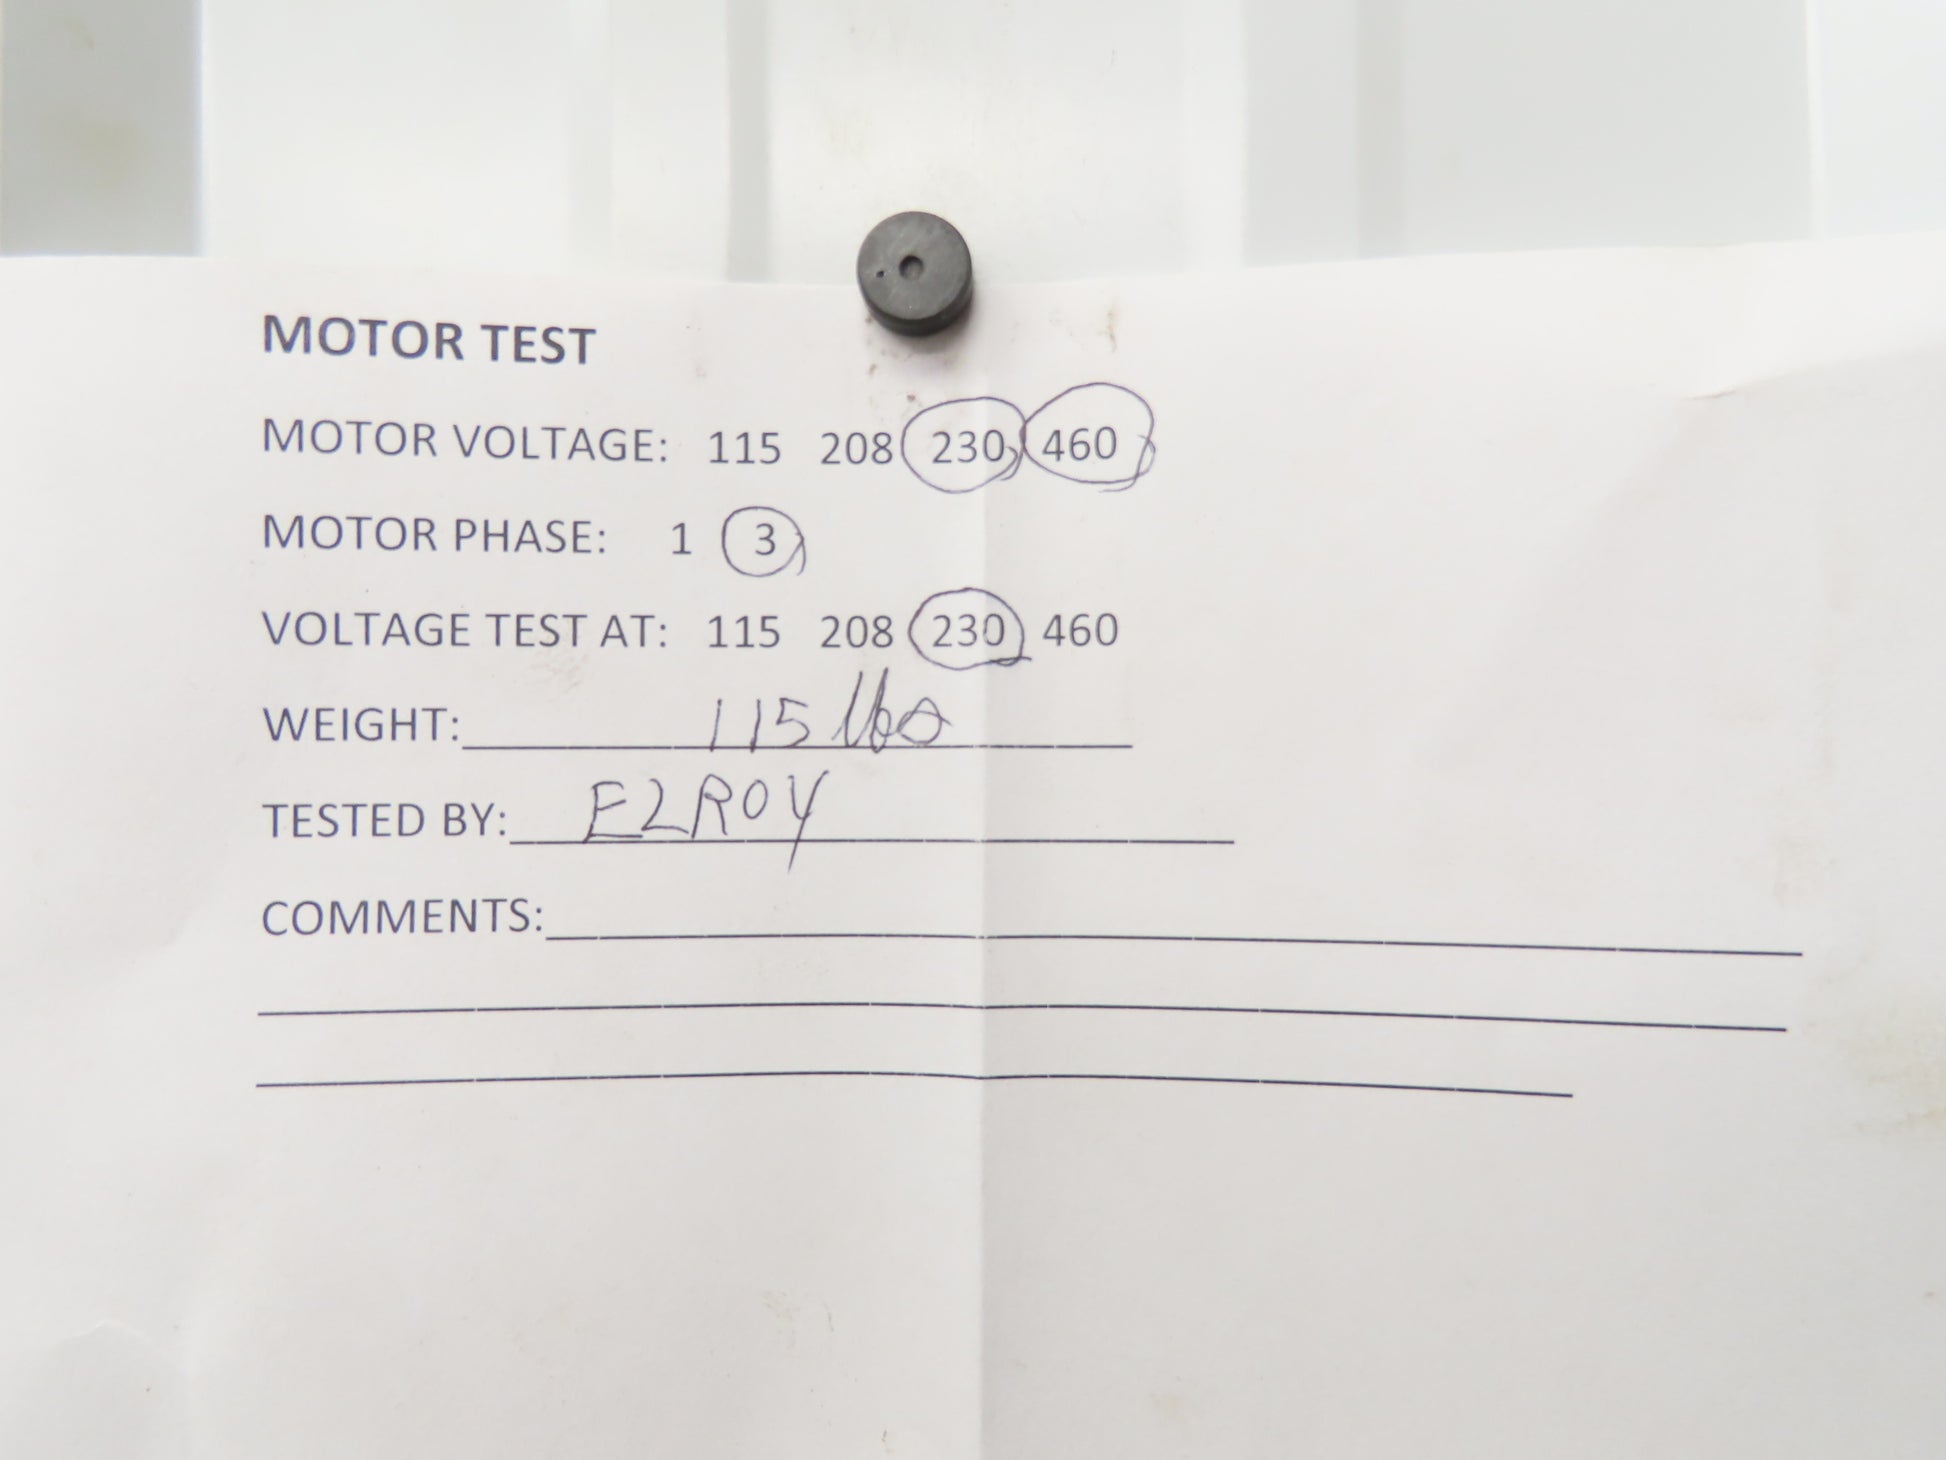 MOTOR TEST
MOTOR VOLTAGE: 115 208 230 460
MOTOR PHASE: 1 3
VOLTAGE TEST AT: 115 208 230 460
WEIGHT: 115 lbs
TESTED BY: ELROY
COMMENTS: